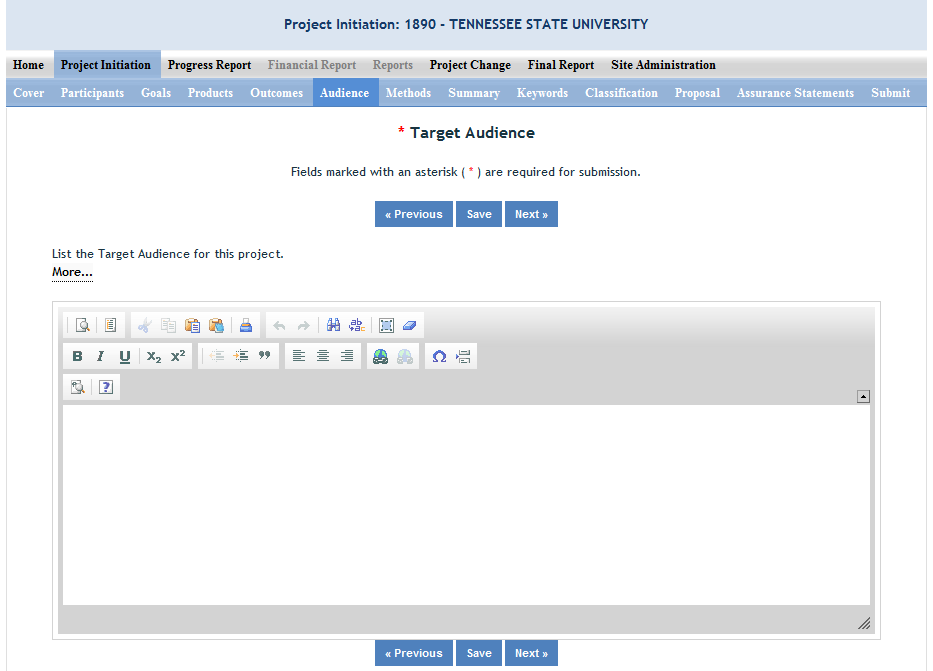 Project Initiation: 1890 - TENNESSEE STATE UNIVERSITY
Home Project Initiation Progress Report Financial Report Reports Project Change Final Report Site Administration
Cover Participants Goals Products Outcomes Audience Methods Summary Keywords Classification Proposal Assurance Statements Submit
* Target Audience
Fields marked with an asterisk ( * ) are required for submission.
« Previous Save Next »
List the Target Audience for this project.
More...
B I U X₂ X²
« Previous Save Next »